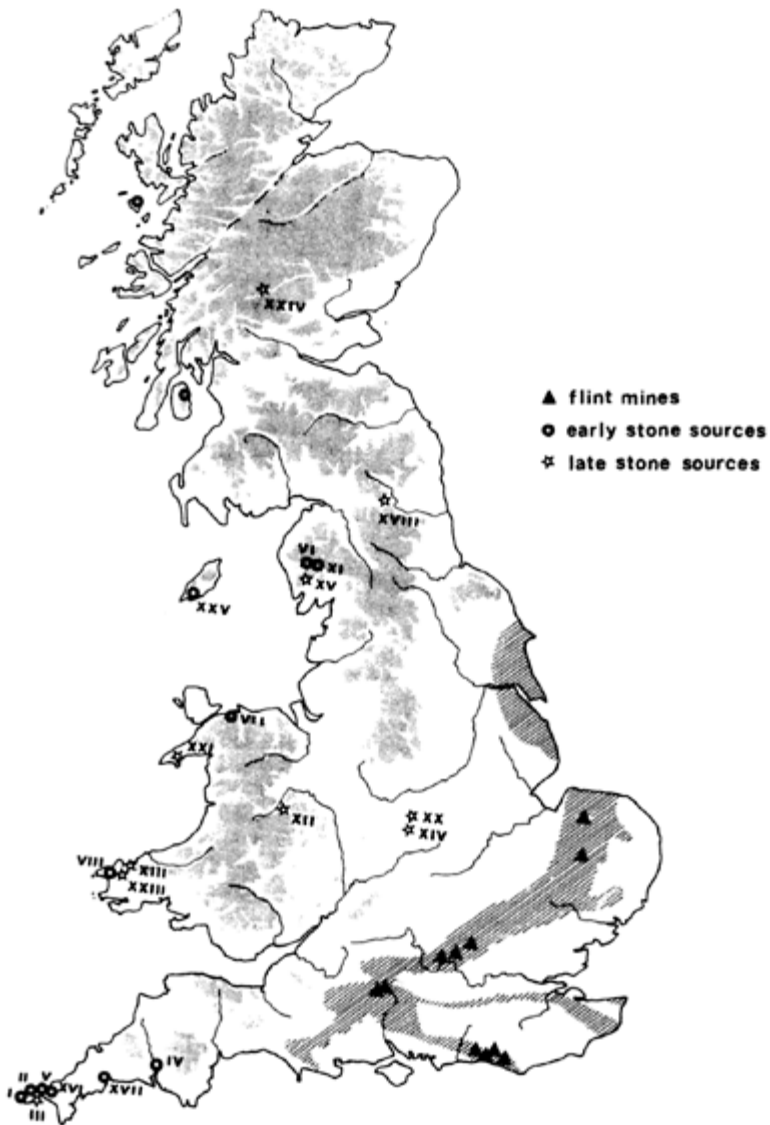 XXIV
flint mines
early stone sources
late stone sources
XVIII
VI
XI
XV
XXV
VII
XXI
XII
XX
XIV
VIII
XIII
XXIII
IV
II
V
XVI
XVII
I
III